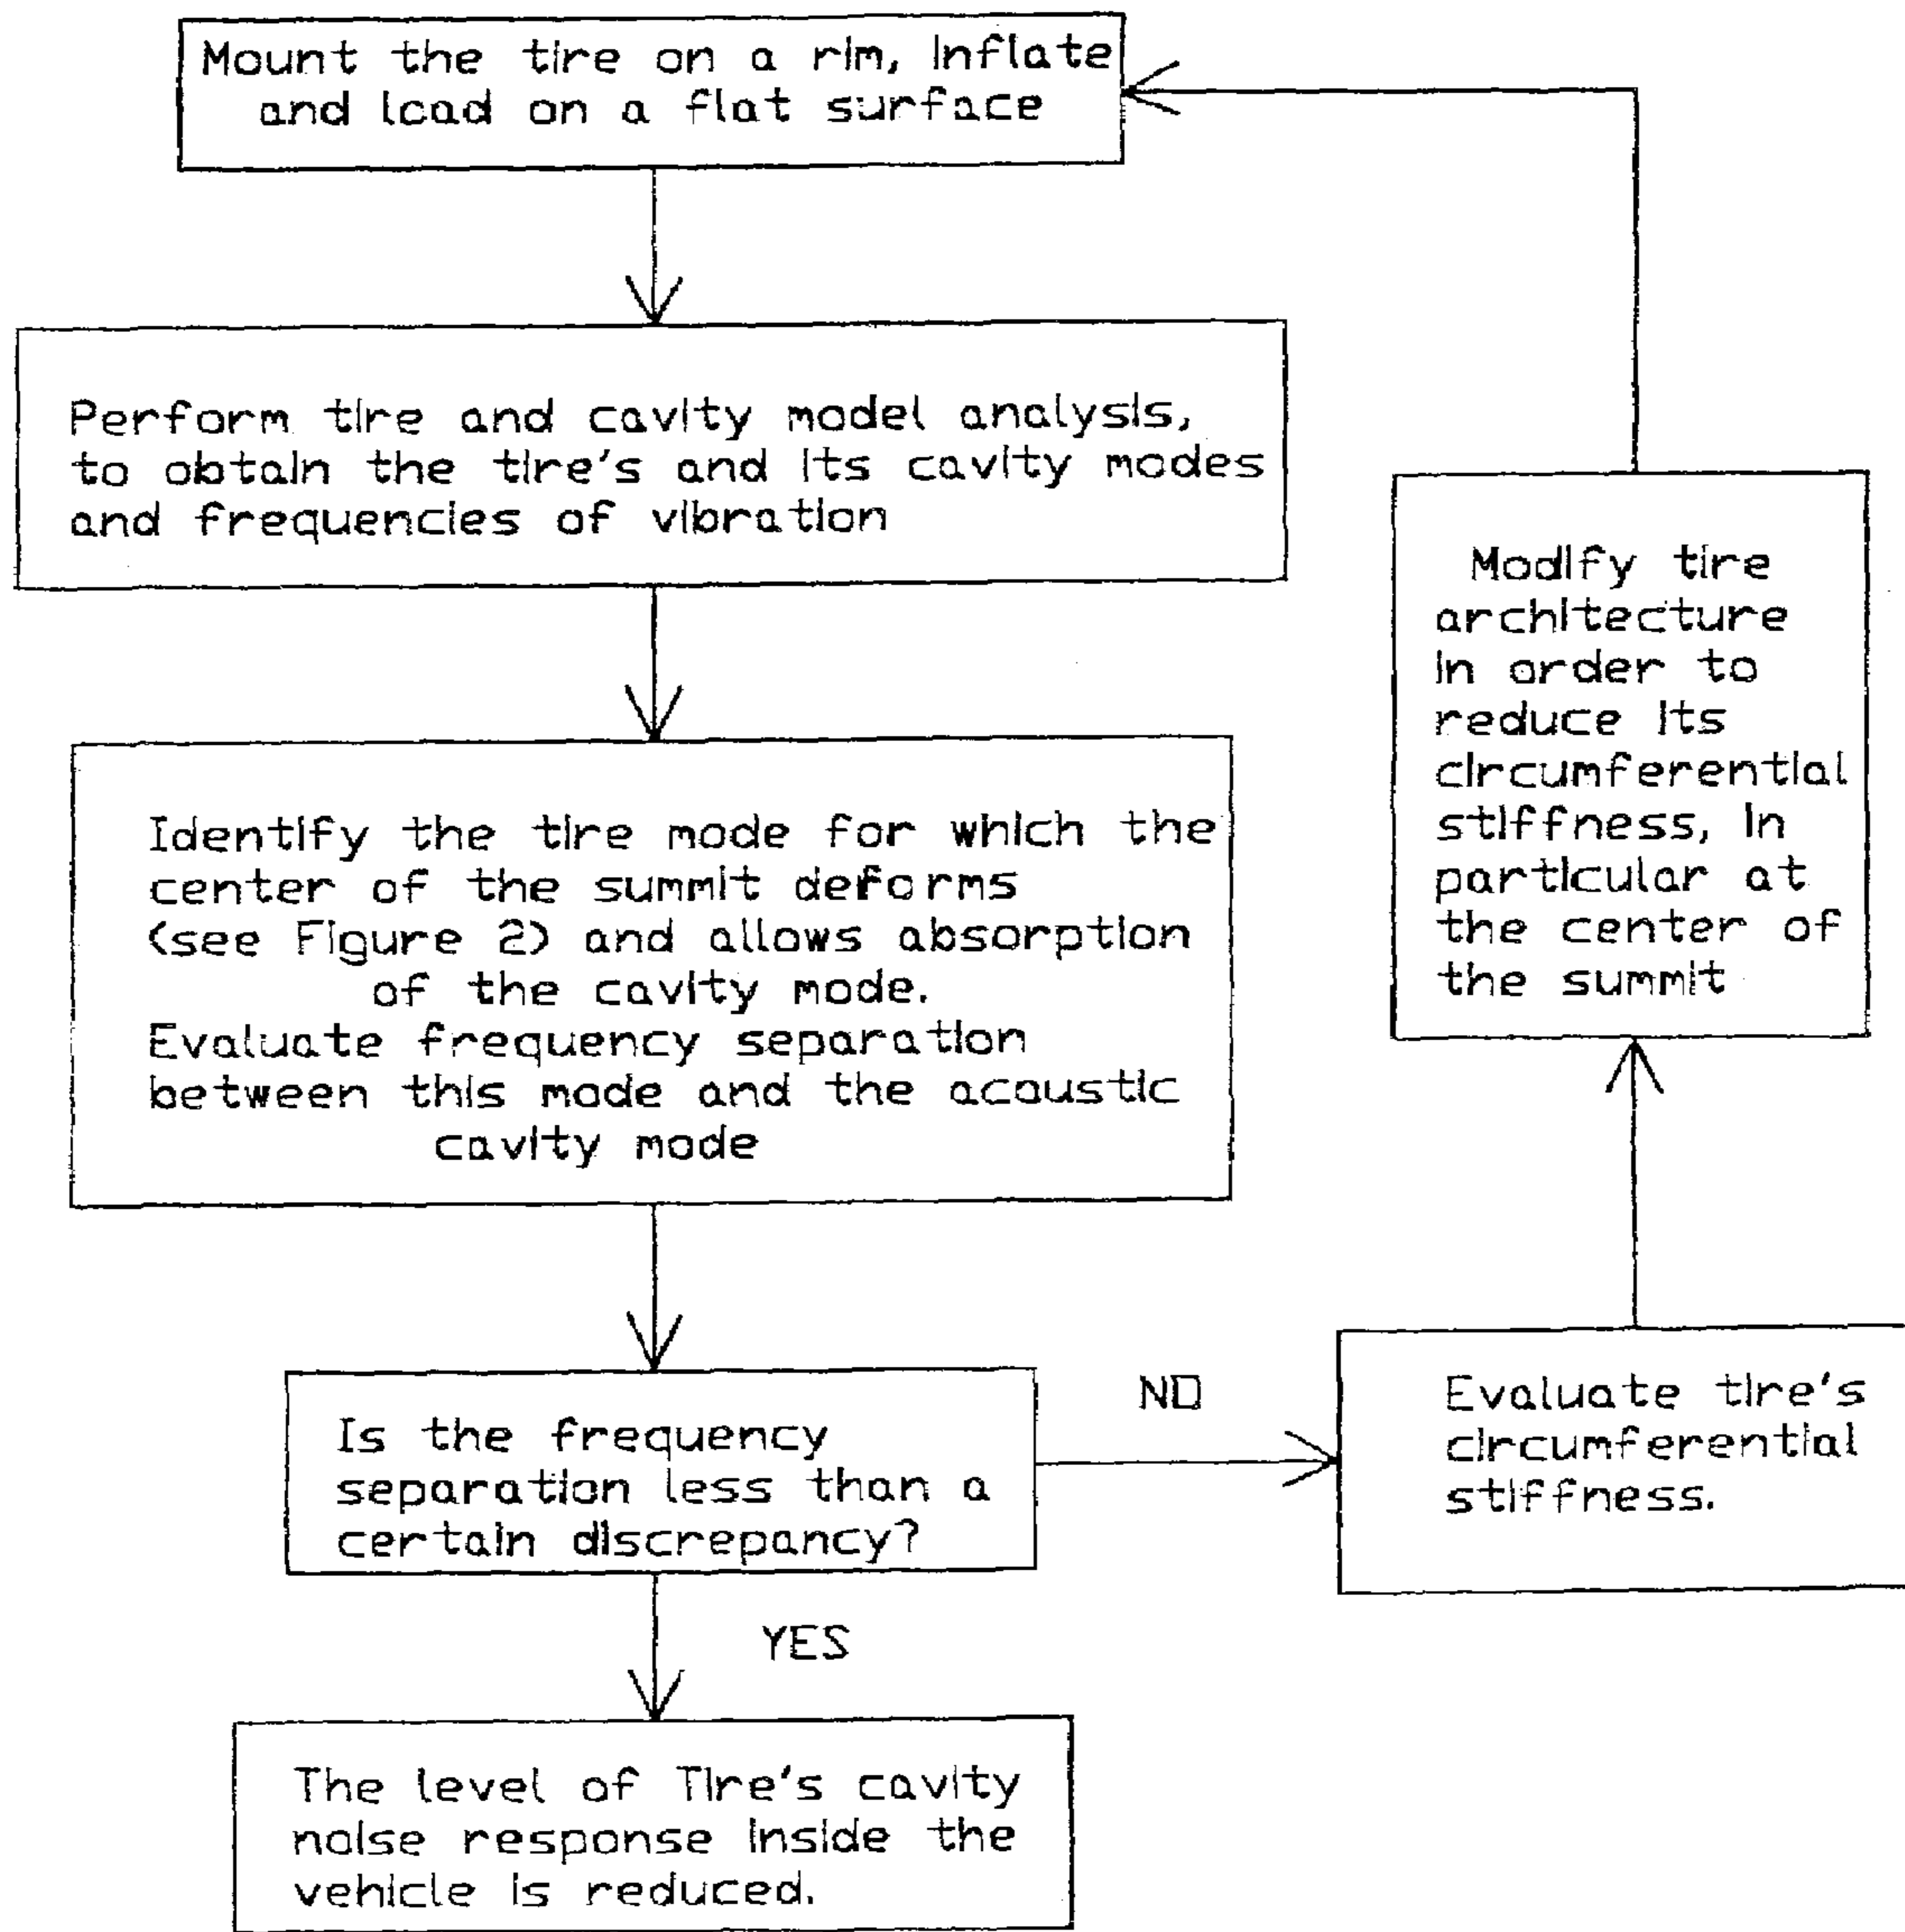 Mount the tire on a rim, inflate
and load on a flat surface
Perform tire and cavity model analysis,
to obtain the tire's and its cavity modes
and frequencies of vibration
Identify the tire mode for which the
center of the summit deforms
(see Figure 2) and allows absorption
of the cavity mode.
Evaluate frequency separation
between this mode and the acoustic
cavity mode
Is the frequency
separation less than a
certain discrepancy?
YES
The level of Tire's cavity
noise response inside the
vehicle is reduced.
NO
Evaluate tire's
circumferential
stiffness.
Modify tire
architecture
in order to
reduce its
circumferential
stiffness, in
particular at
the center of
the summit